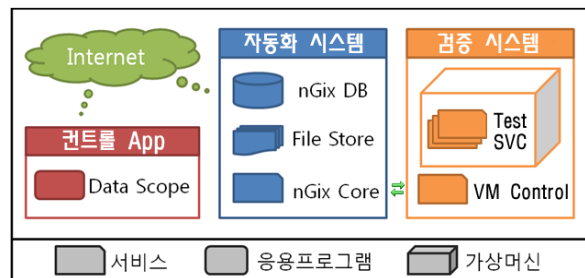 Internet
컨트롤 App
Data Scope
자동화 시스템
nGix DB
File Store
nGix Core
검증 시스템
Test
SVC
VM Control
서비스
응용프로그램
가상머신